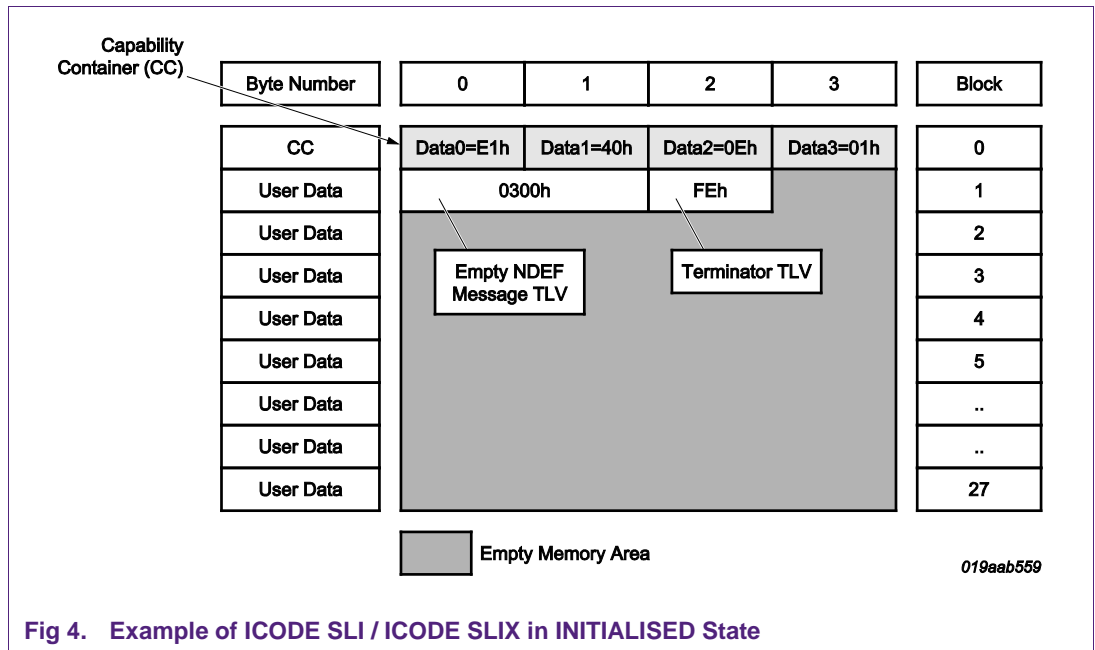 Capability
Container (CC)
Byte Number 0 1 2 3 Block
CC Data0=E1h Data1=40h Data2=0Eh Data3=01h 0
User Data 0300h FEh 1
User Data 2
Empty NDEF
Message TLV
Terminator TLV
User Data 3
User Data 4
User Data 5
User Data ..
User Data ..
User Data 27
Empty Memory Area
019aab559
Fig 4. Example of ICODE SLI / ICODE SLIX in INITIALISED State